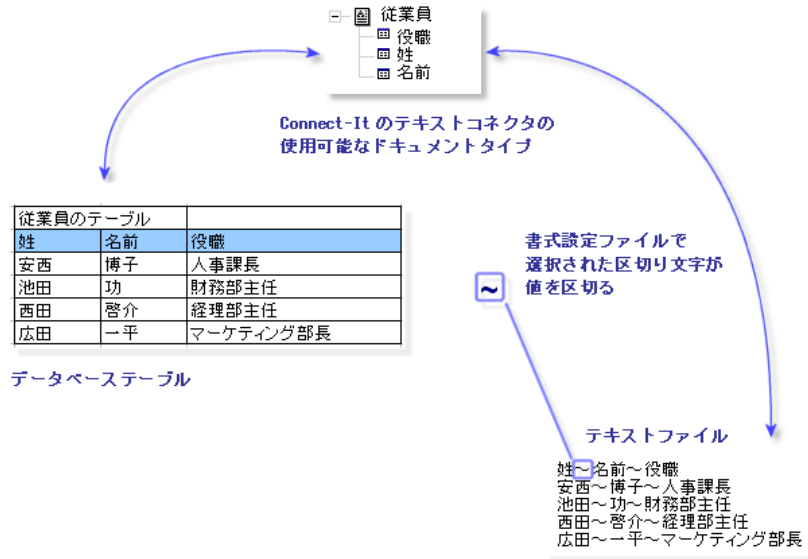 従業員
役職
姓
名前
Connect-It のテキストコネクタの
使用可能なドキュメントタイプ
従業員のテーブル
姓 名前 役職
安西 博子 人事課長
池田 功 財務部主任
西田 啓介 経理部主任
広田 一平 マーケティング部長
データベーステーブル
書式設定ファイルで
選択された区切り文字が
値を区切る
~
テキストファイル
姓～名前～役職
安西～博子～人事課長
池田～功～財務部主任
西田～啓介～経理部主任
広田～一平～マーケティング部長